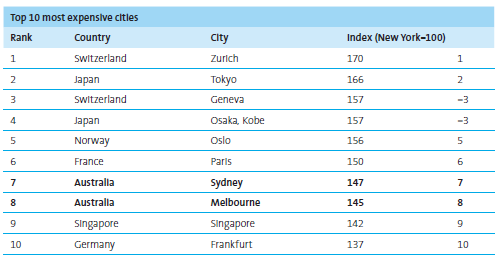 Top 10 most expensive cities
Rank Country City Index (New York–100)
1 Switzerland Zurich 170 1
2 Japan Tokyo 166 2
3 Switzerland Geneva 157 –3
4 Japan Osaka, Kobe 157 –3
5 Norway Oslo 156 5
6 France Paris 150 6
7 Australia Sydney 147 7
8 Australia Melbourne 145 8
9 Singapore Singapore 142 9
10 Germany Frankfurt 137 10